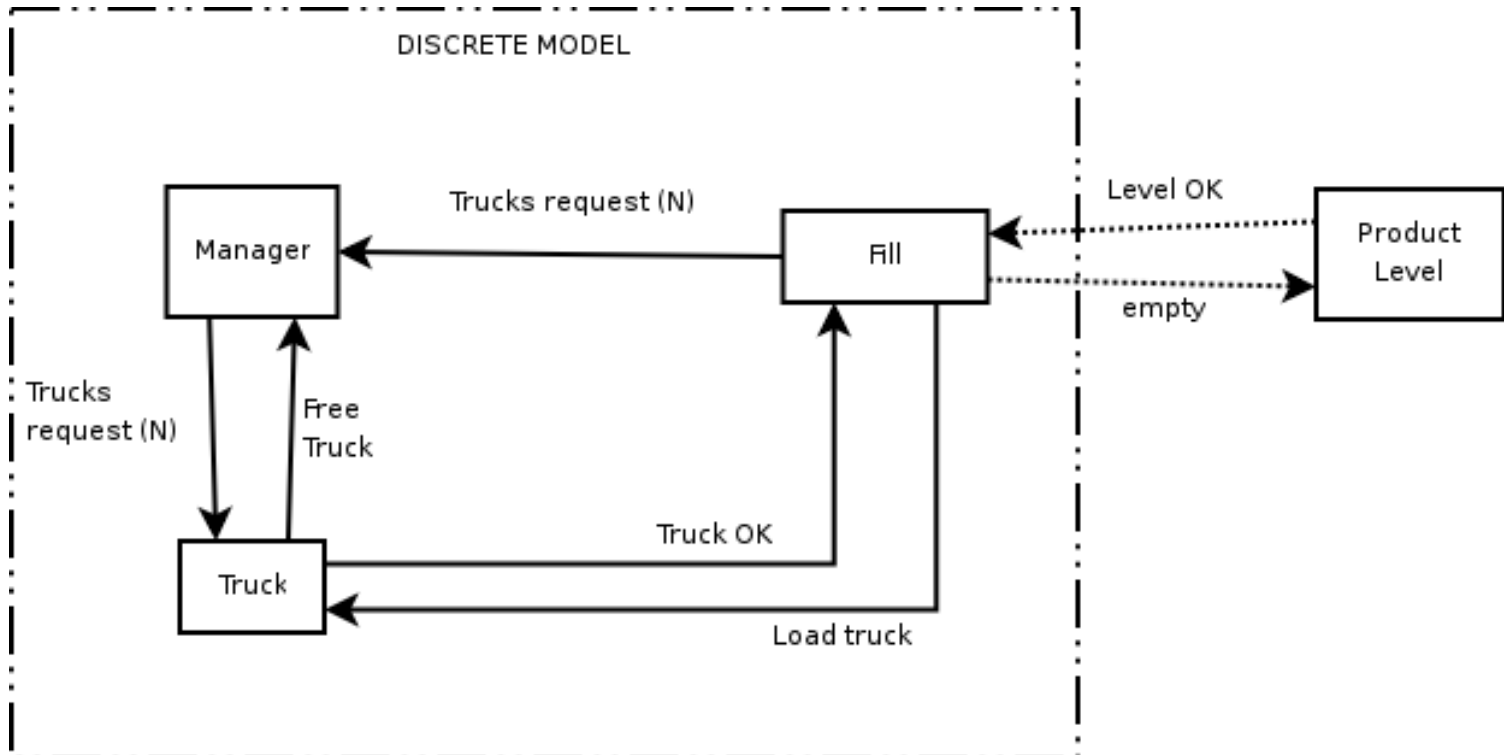 DISCRETE MODEL
Trucks request (N)
Level OK
Manager
Fill
Product
Level
empty
Trucks
request (N)
Free
Truck
Truck OK
Truck
Load truck